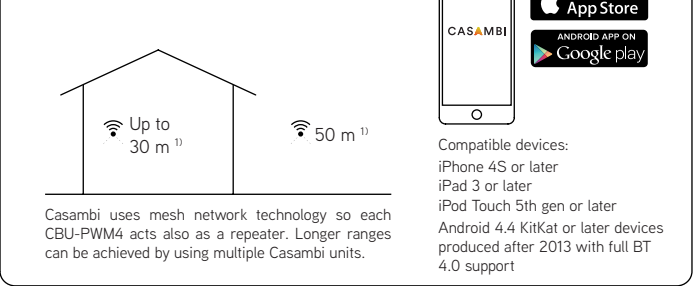 App Store
CASAMBI
ANDROID APP ON
Google play
Up to
30 m 1)
50 m 1)
Compatible devices:
iPhone 4S or later
iPad 3 or later
iPod Touch 5th gen or later
Android 4.4 KitKat or later devices
produced after 2013 with full BT
4.0 support
Casambi uses mesh network technology so each
CBU-PWM4 acts also as a repeater. Longer ranges
can be achieved by using multiple Casambi units.